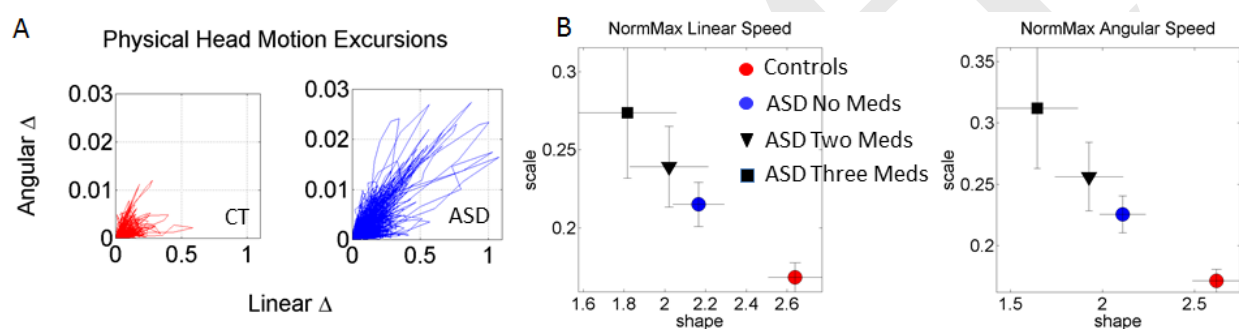 A
Physical Head Motion Excursions
Angular Δ
0.03
0.02
0.01
0
0
0.5
1
CT
0.03
0.02
0.01
0
0
0.5
1
ASD
Linear Δ
B
NormMax Linear Speed
scale
0.3
0.25
0.2
1.6
1.8
2
2.2
2.4
2.6
shape
Controls
ASD No Meds
ASD Two Meds
ASD Three Meds
NormMax Angular Speed
scale
0.35
0.3
0.25
0.2
1.5
2
2.5
shape